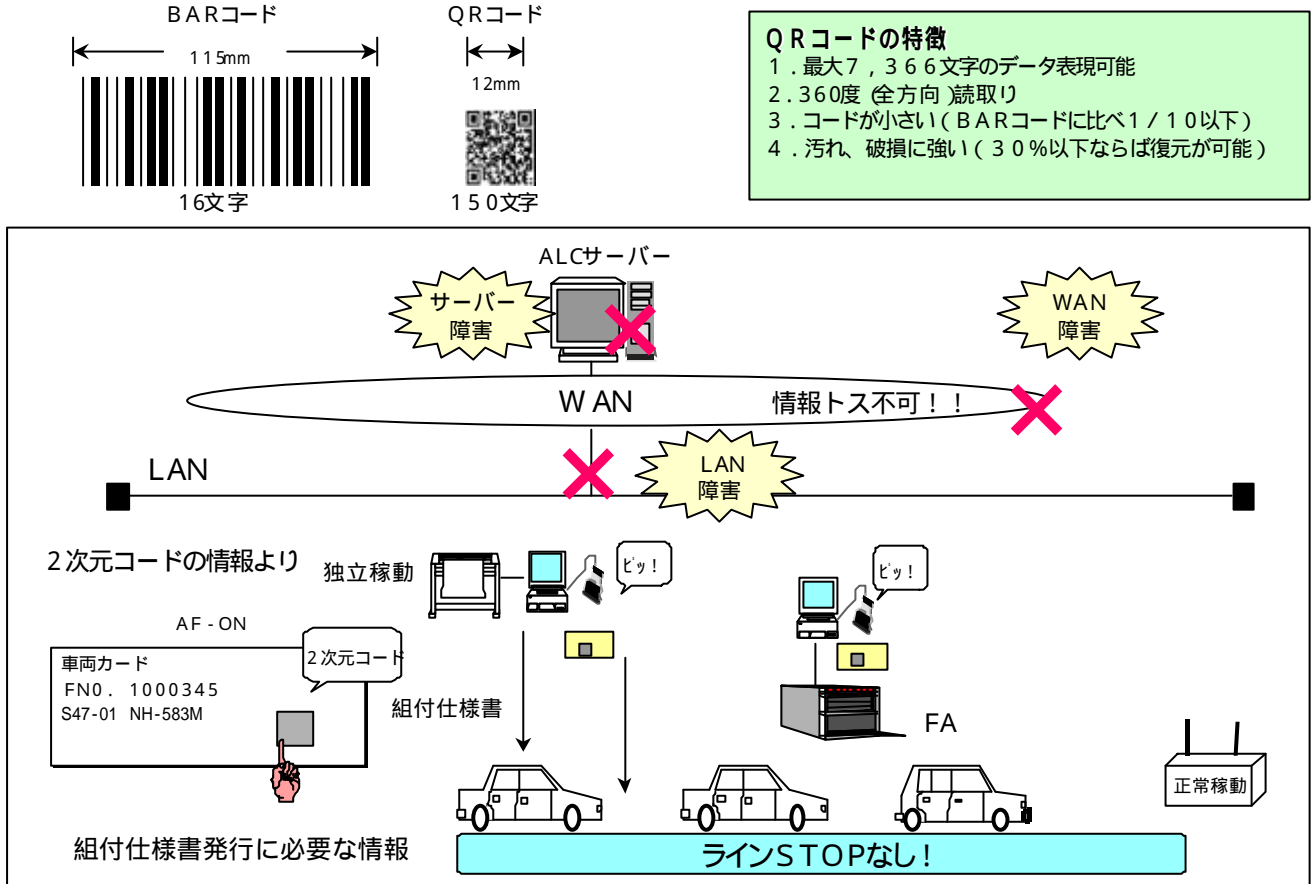 BARコード
QRコード
115mm
12mm
16文字
150文字
QRコードの特徴
1．最大7，366文字のデータ表現可能
2．360度(全方向)読取り
3．コードが小さい（BARコードに比べ1/10以下）
4．汚れ、破損に強い（30%以下ならば復元が可能）
ALCサーバー
サーバー
障害
WAN
障害
WAN
情報トス不可！！
LAN
LAN
障害
2次元コードの情報より
独立稼動
ピッ！
ピッ！
AF-ON
車両カード
FN0. 1000345
S47-01 NH-583M
2次元コード
組付仕様書
FA
正常稼動
組付仕様書発行に必要な情報
ラインSTOPなし！